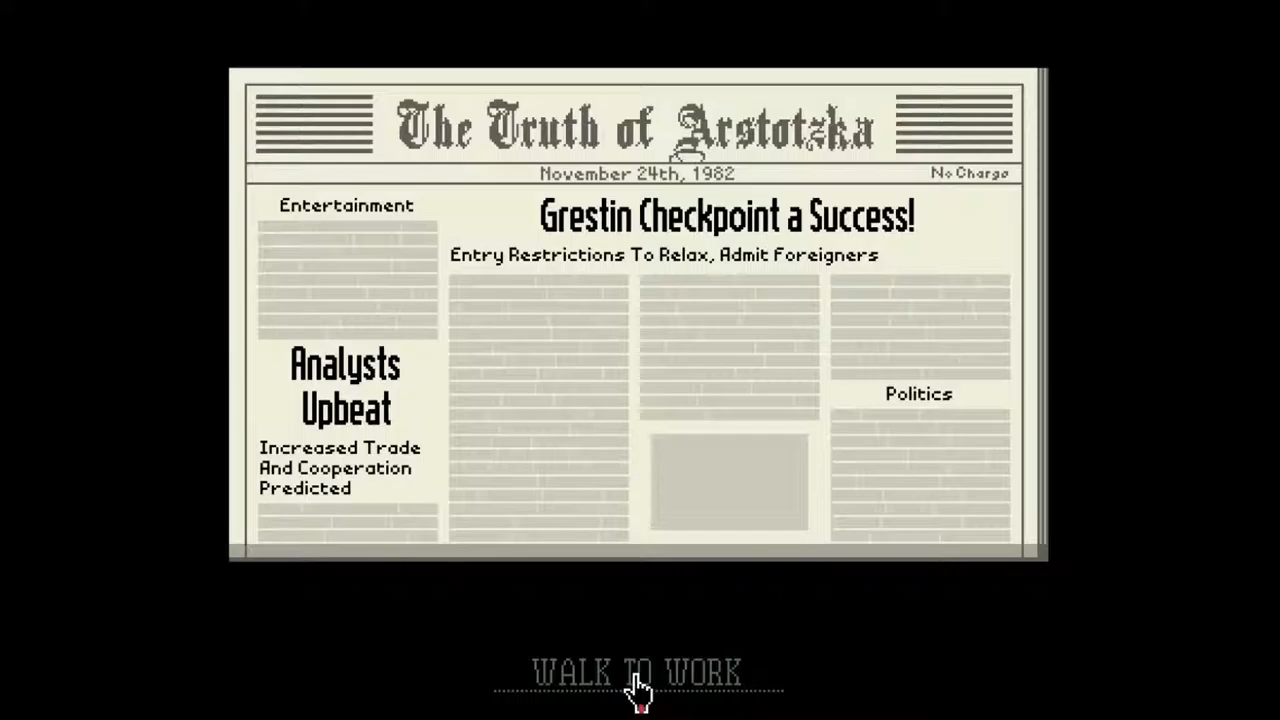 The Truth of Arstotzka
November 24th, 1982
No Charge
Entertainment
Analysts
Upbeat
Increased Trade
And Cooperation
Predicted
Grestin Checkpoint a Success!
Entry Restrictions To Relax, Admit Foreigners
Politics
WALK TO WORK